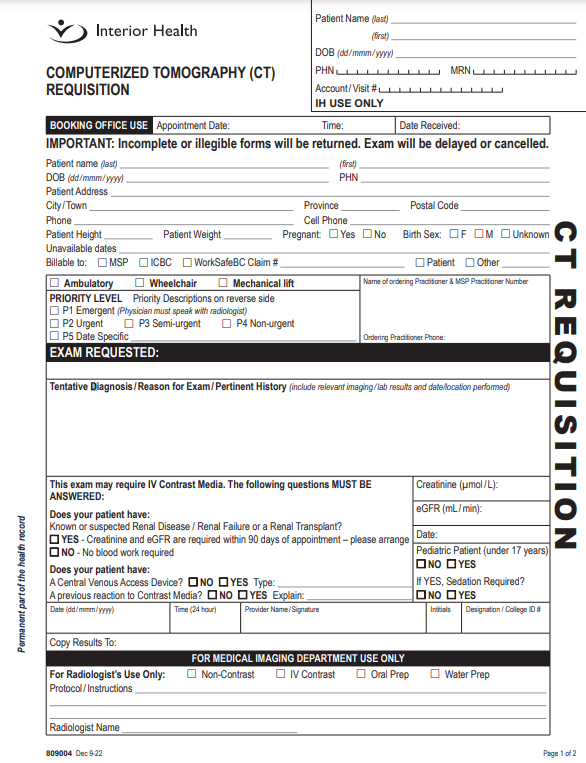 Interior Health
COMPUTERIZED TOMOGRAPHY (CT)
REQUISITION
Patient Name (last)
(first)
DOB (dd/mmm/yyyy)
PHN MRN
Account/Visit #
IH USE ONLY
BOOKING OFFICE USE Appointment Date: Time: Date Received:
IMPORTANT: Incomplete or illegible forms will be returned. Exam will be delayed or cancelled.
Patient name (last) (first)
DOB (dd/mm/yyyy) PHN
Patient Address
City/Town Province Postal Code
Phone Cell Phone
Patient Height Patient Weight Pregnant: ☐ Yes ☐ No Birth Sex: ☐ F ☐ M ☐ Unknown
Unavailable dates
Billable to: ☐ MSP ☐ ICBC ☐ WorkSafeBC Claim # ☐ Patient ☐ Other
☐ Ambulatory ☐ Wheelchair ☐ Mechanical lift
PRIORITY LEVEL Priority Descriptions on reverse side
☐ P1 Emergent (Physician must speak with radiologist)
☐ P2 Urgent ☐ P3 Semi-urgent ☐ P4 Non-urgent
☐ P5 Date Specific
Name of ordering Practitioner & MSP Practitioner Number
Ordering Practitioner Phone:
EXAM REQUESTED:
Tentative Diagnosis/Reason for Exam/Pertinent History (include relevant imaging/lab results and date/location performed)
This exam may require IV Contrast Media. The following questions MUST BE
ANSWERED:
Does your patient have:
Known or suspected Renal Disease / Renal Failure or a Renal Transplant?
☐ YES - Creatinine and eGFR are required within 90 days of appointment – please arrange
☐ NO - No blood work required
Does your patient have:
A Central Venous Access Device? ☐ NO ☐ YES Type:
A previous reaction to Contrast Media? ☐ NO ☐ YES Explain:
Creatinine (µmol/L):
eGFR (mL/min):
Date:
Pediatric Patient (under 17 years)
☐ NO ☐ YES
If YES, Sedation Required?
☐ NO ☐ YES
Date (dd/mmm/yyyy) Time (24 hour) Provider Name/Signature Initials Designation / College ID #
Copy Results To:
FOR MEDICAL IMAGING DEPARTMENT USE ONLY
For Radiologist's Use Only: ☐ Non-Contrast ☐ IV Contrast ☐ Oral Prep ☐ Water Prep
Protocol/Instructions
Radiologist Name
809004 Dec 9-22 Page 1 of 2
Permanent part of the health record
CT REQUISITION